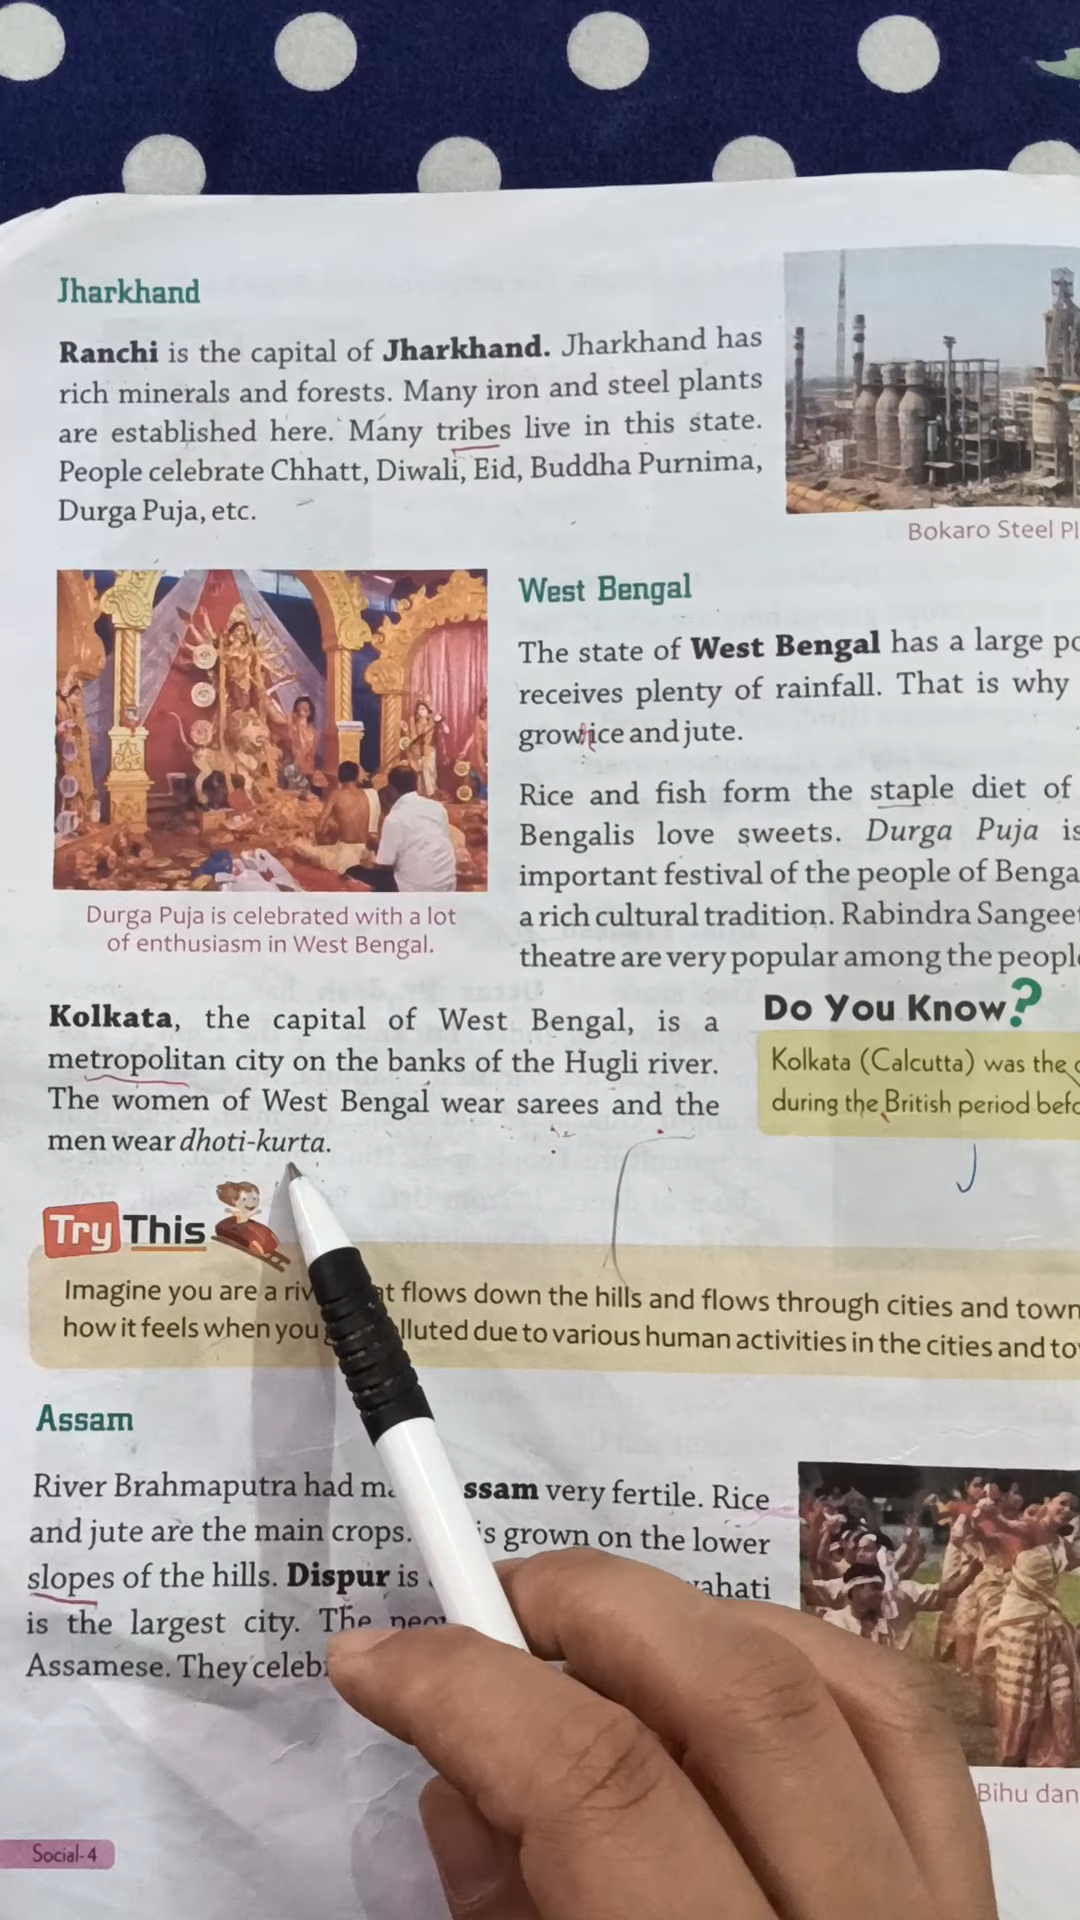 Jharkhand
Ranchi is the capital of Jharkhand. Jharkhand has
rich minerals and forests. Many iron and steel plants
are established here. Many tribes live in this state.
People celebrate Chhatt, Diwali, Eid, Buddha Purnima,
Durga Puja, etc.
Bokaro Steel
West Bengal
The state of West Bengal has a large
receives plenty of rainfall. That is why
grow rice and jute.
Rice and fish form the staple diet of
Bengalis love sweets. Durga Puja is
important festival of the people of
a rich cultural tradition. Rabindra Sangeet
theatre are very popular among the
Durga Puja is celebrated with a lot
of enthusiasm in West Bengal.
Kolkata, the capital of West Bengal, is a
metropolitan city on the banks of the Hugli river.
The women of West Bengal wear sarees and the
men wear dhoti-kurta.
Do You Know?
Kolkata (Calcutta) was the
during the British period
Try This
Imagine you are a flows down the hills and flows through cities and
how it feels when you due to various human activities in the cities and
Assam
River Brahmaputra had very fertile. Rice
and jute are the main crops. is grown on the lower
slopes of the hills. Dispur is
is the largest city. The
Assamese. They
Bihu
Social-4